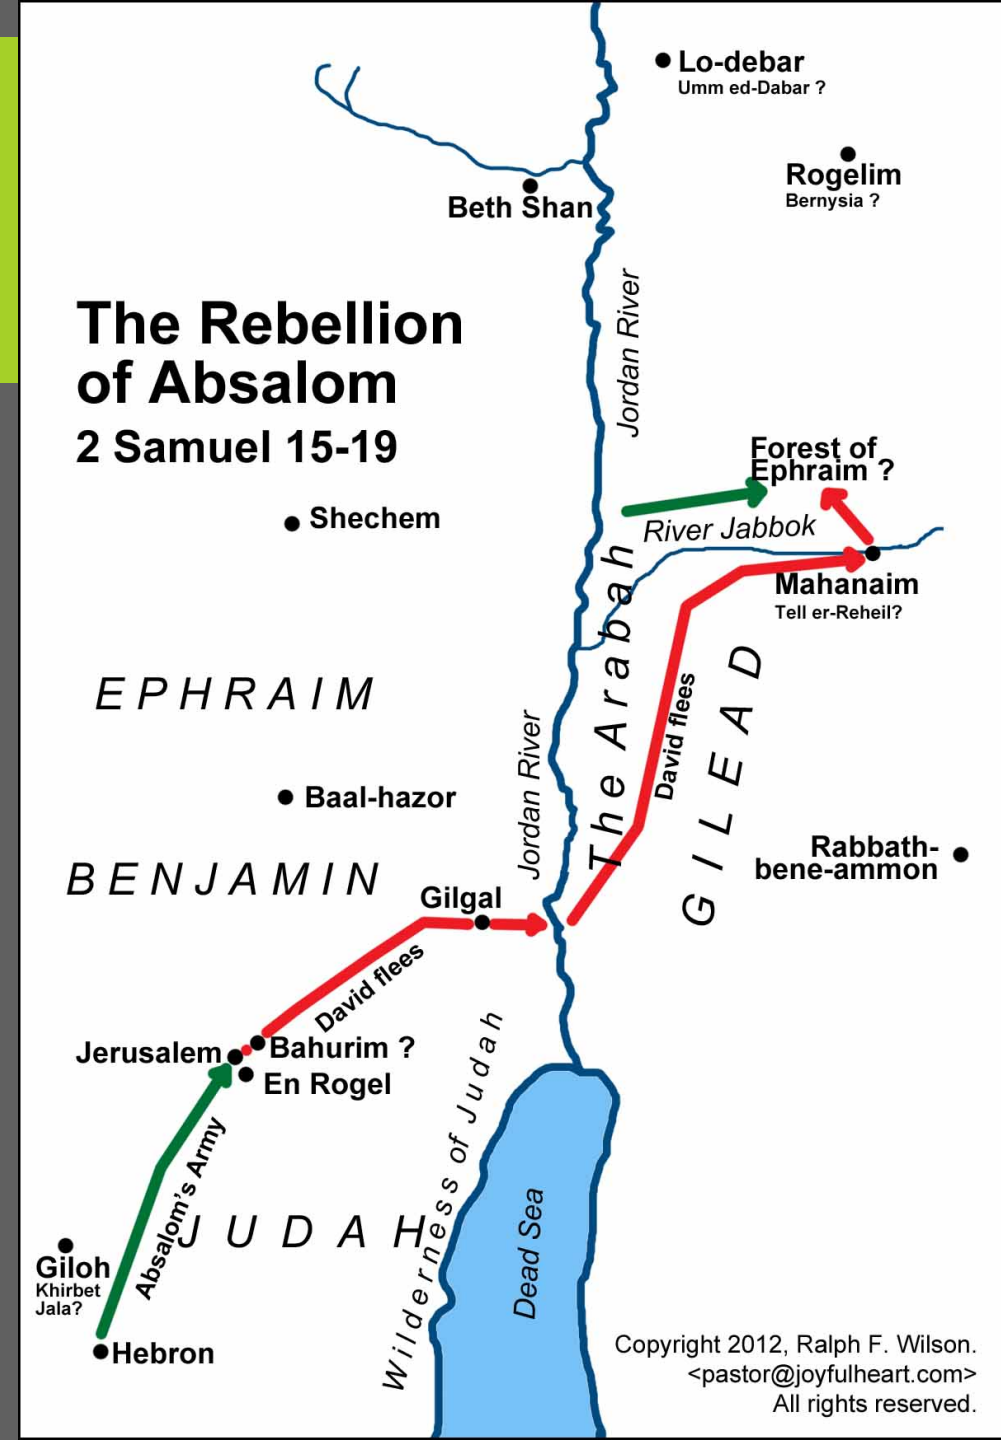 Lo-debar
Umm ed-Dabar ?
Rogelim
Bernysia ?
Beth Shan
Jordan River
The Rebellion
of Absalom
2 Samuel 15-19
Forest of
Ephraim ?
Shechem
River Jabbok
Mahanaim
Tell er-Reheil?
The Arabah
EPHRAIM
David flees
GILEAD
Jordan River
Baal-hazor
Rabbath-
bene-ammon
BENJAMIN
Gilgal
David flees
Jerusalem
Bahurim ?
En Rogel
Wilderness of Judah
Absalom's Army
JUDAH
Dead Sea
Giloh
Khirbet
Jala?
Hebron
Copyright 2012, Ralph F. Wilson.
<pastor@joyfulheart.com>
All rights reserved.